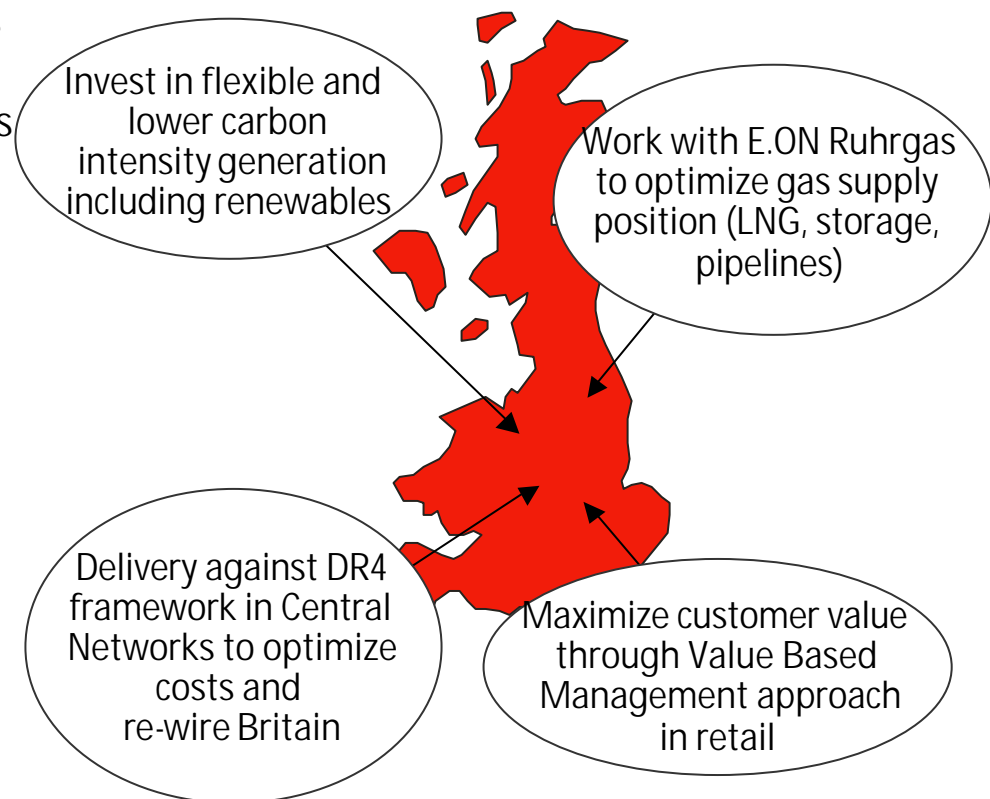 Invest in flexible and
lower carbon
intensity generation
including renewables
s
Work with E.ON Ruhrgas
to optimize gas supply
position (LNG, storage,
pipelines)
Delivery against DR4
framework in Central
Networks to optimize
costs and
re-wire Britain
Maximize customer value
through Value Based
Management approach
in retail